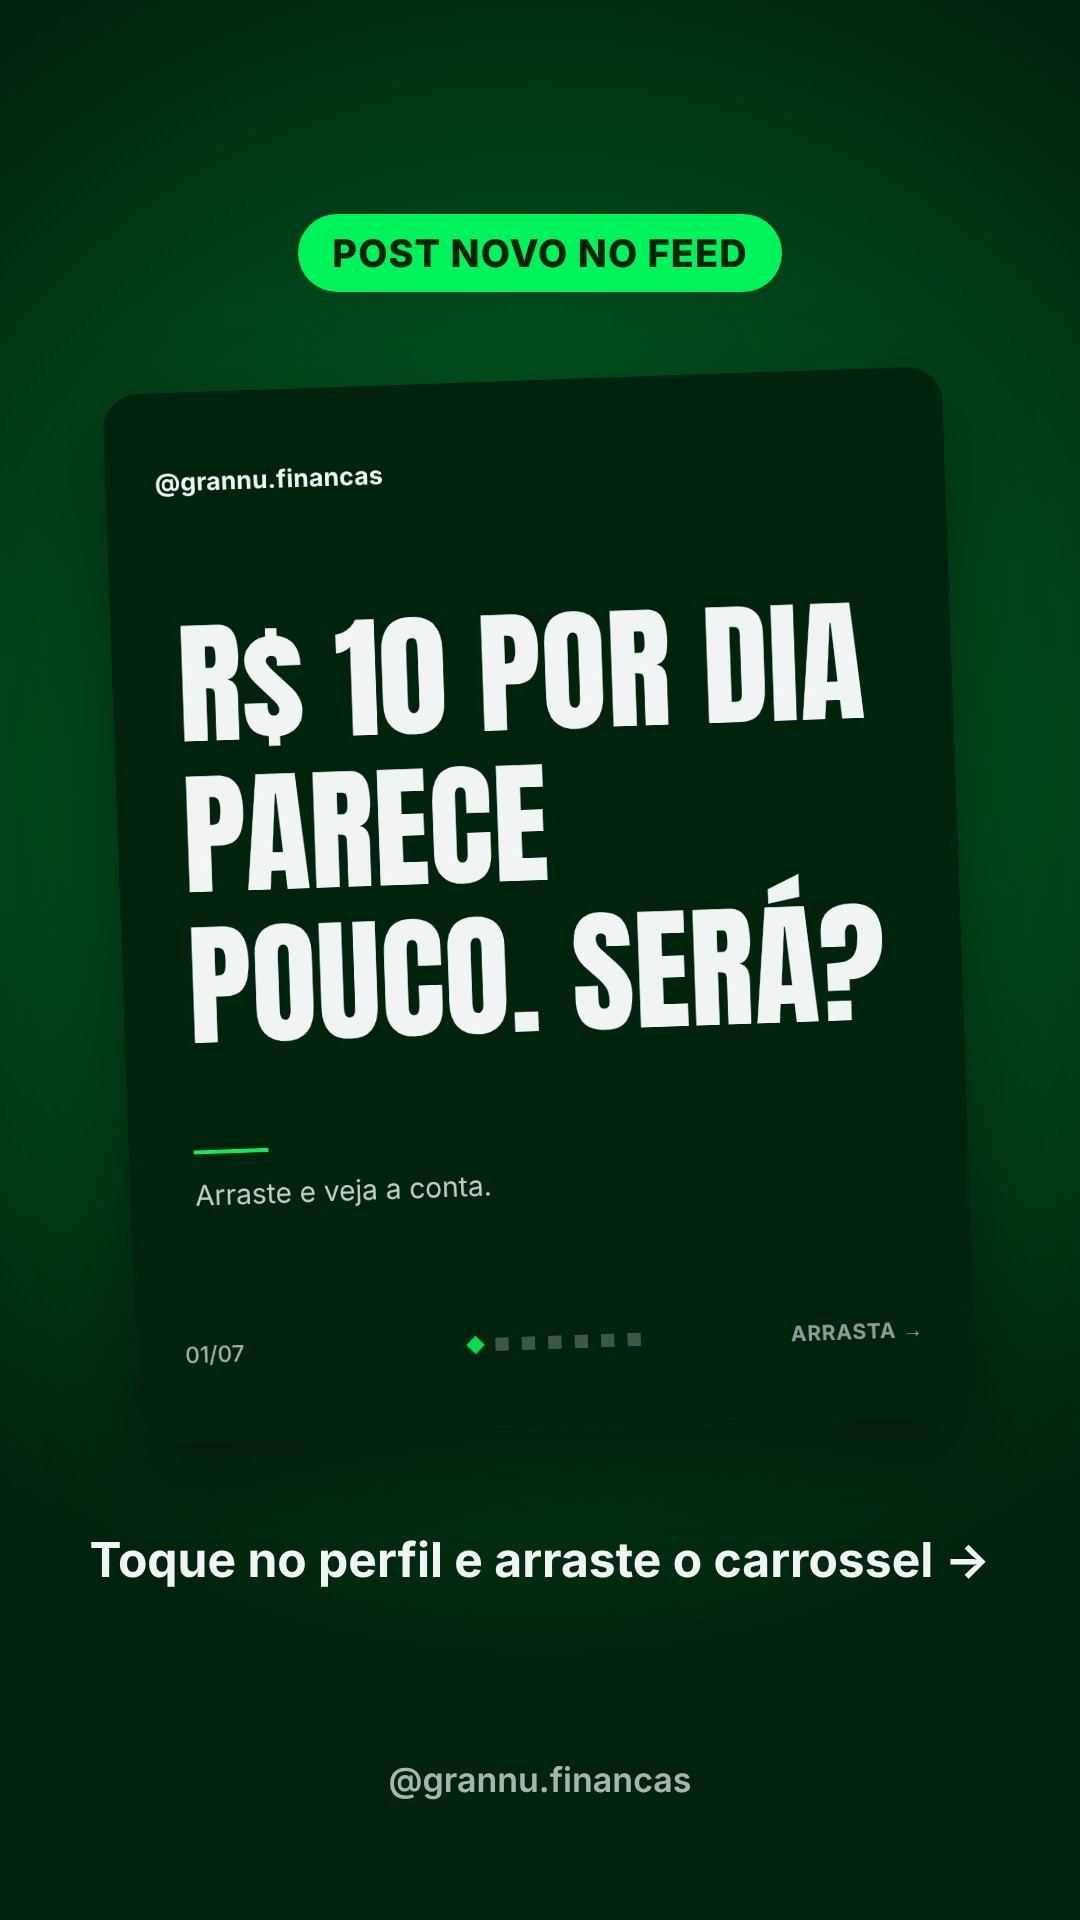 POST NOVO NO FEED
@grannu.financas
R$ 10 POR DIA
PARECE
POUCO. SERÁ?
Arraste e veja a conta.
01/07
ARRASTA →
Toque no perfil e arraste o carrossel →
@grannu.financas